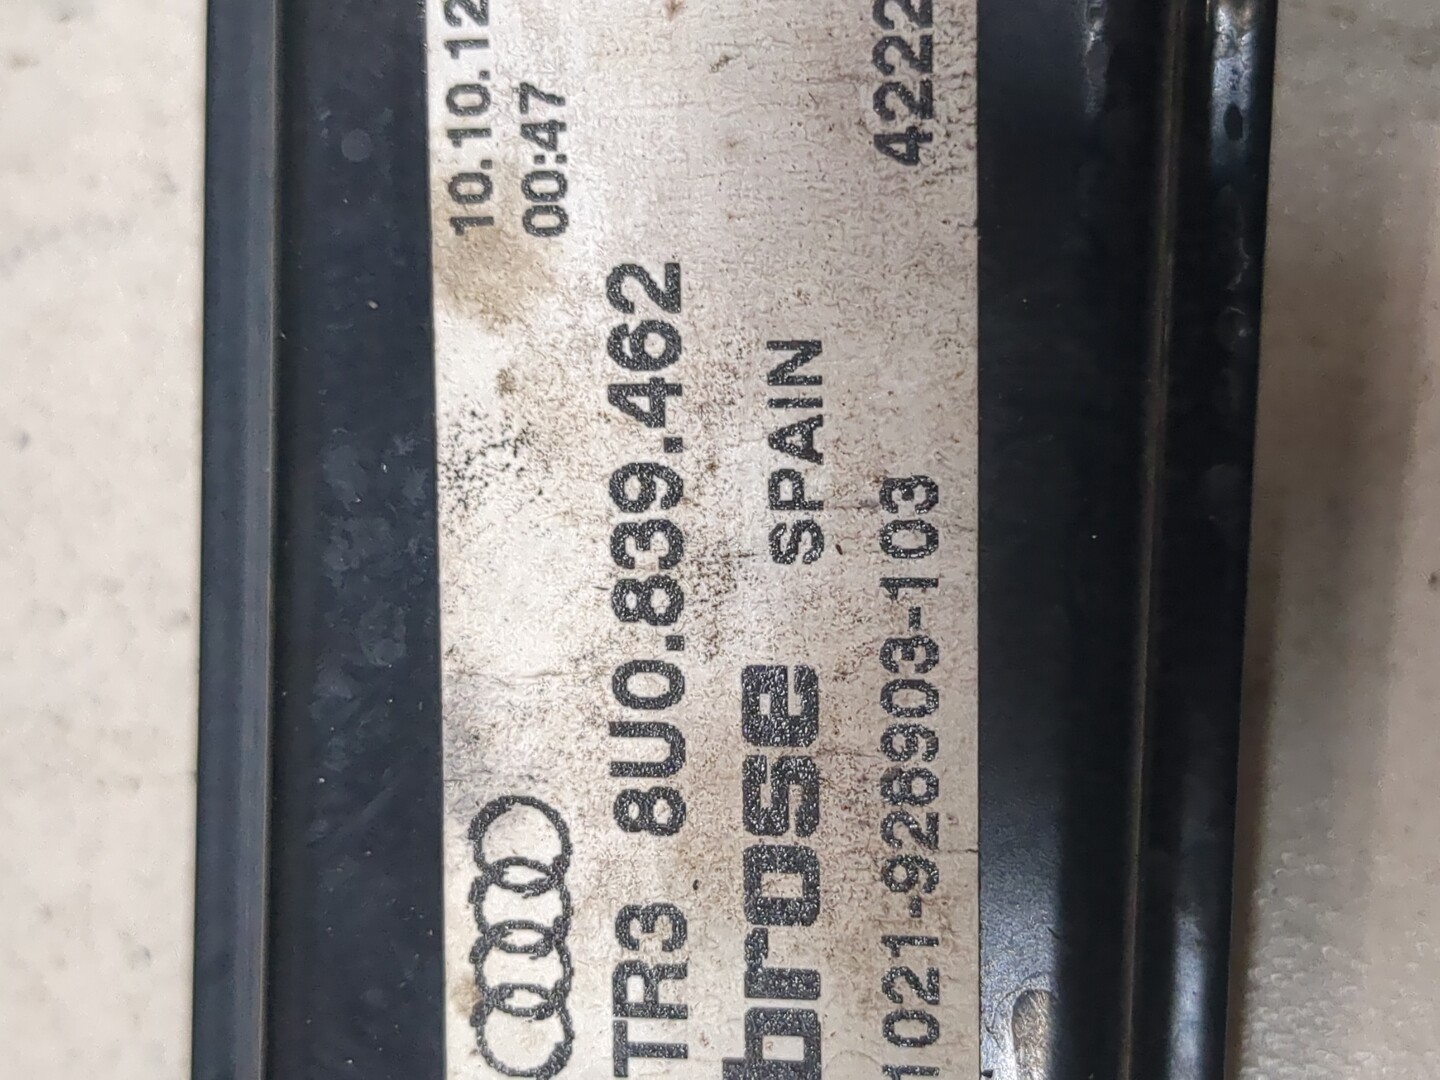 10.10.12
00:47
TR3 8U0.839.462
brose SPAIN
1021-928903-103 4222